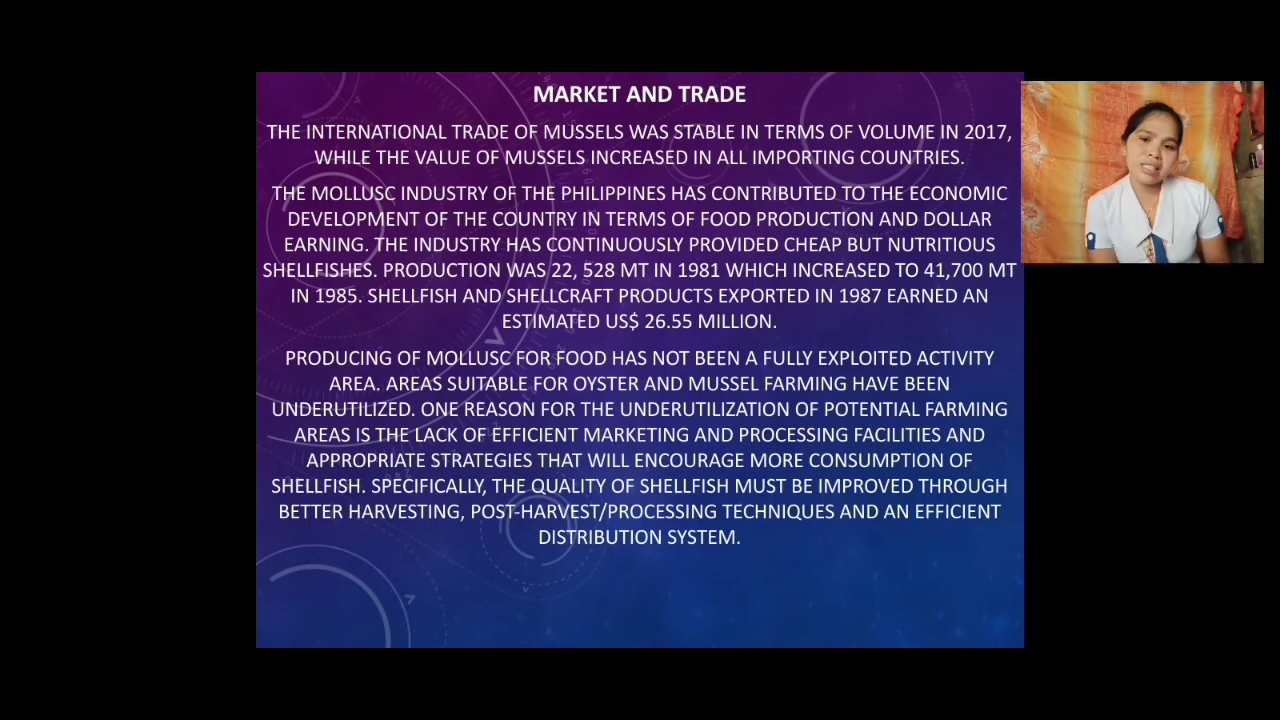 MARKET AND TRADE
THE INTERNATIONAL TRADE OF MUSSELS WAS STABLE IN TERMS OF VOLUME IN 2017,
WHILE THE VALUE OF MUSSELS INCREASED IN ALL IMPORTING COUNTRIES.
THE MOLLUSC INDUSTRY OF THE PHILIPPINES HAS CONTRIBUTED TO THE ECONOMIC
DEVELOPMENT OF THE COUNTRY IN TERMS OF FOOD PRODUCTION AND DOLLAR
EARNING. THE INDUSTRY HAS CONTINUOUSLY PROVIDED CHEAP BUT NUTRITIOUS
SHELLFISHES. PRODUCTION WAS 22, 528 MT IN 1981 WHICH INCREASED TO 41,700 MT
IN 1985. SHELLFISH AND SHELLCRAFT PRODUCTS EXPORTED IN 1987 EARNED AN
ESTIMATED US$ 26.55 MILLION.
PRODUCING OF MOLLUSC FOR FOOD HAS NOT BEEN A FULLY EXPLOITED ACTIVITY
AREA. AREAS SUITABLE FOR OYSTER AND MUSSEL FARMING HAVE BEEN
UNDERUTILIZED. ONE REASON FOR THE UNDERUTILIZATION OF POTENTIAL FARMING
AREAS IS THE LACK OF EFFICIENT MARKETING AND PROCESSING FACILITIES AND
APPROPRIATE STRATEGIES THAT WILL ENCOURAGE MORE CONSUMPTION OF
SHELLFISH. SPECIFICALLY, THE QUALITY OF SHELLFISH MUST BE IMPROVED THROUGH
BETTER HARVESTING, POST-HARVEST/PROCESSING TECHNIQUES AND AN EFFICIENT
DISTRIBUTION SYSTEM.